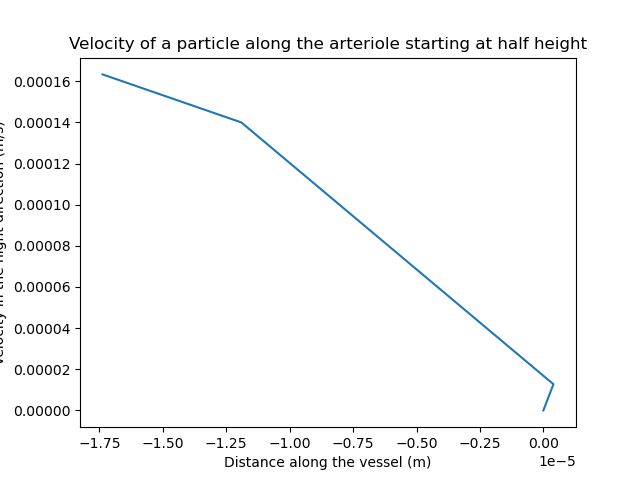 Velocity of a particle along the arteriole starting at half height
0.00016
0.00014
0.00012
0.00010
0.00008
0.00006
0.00004
0.00002
0.00000
−1.75 −1.50 −1.25 −1.00 −0.75 −0.50 −0.25 0.00
1e−5
Distance along the vessel (m)